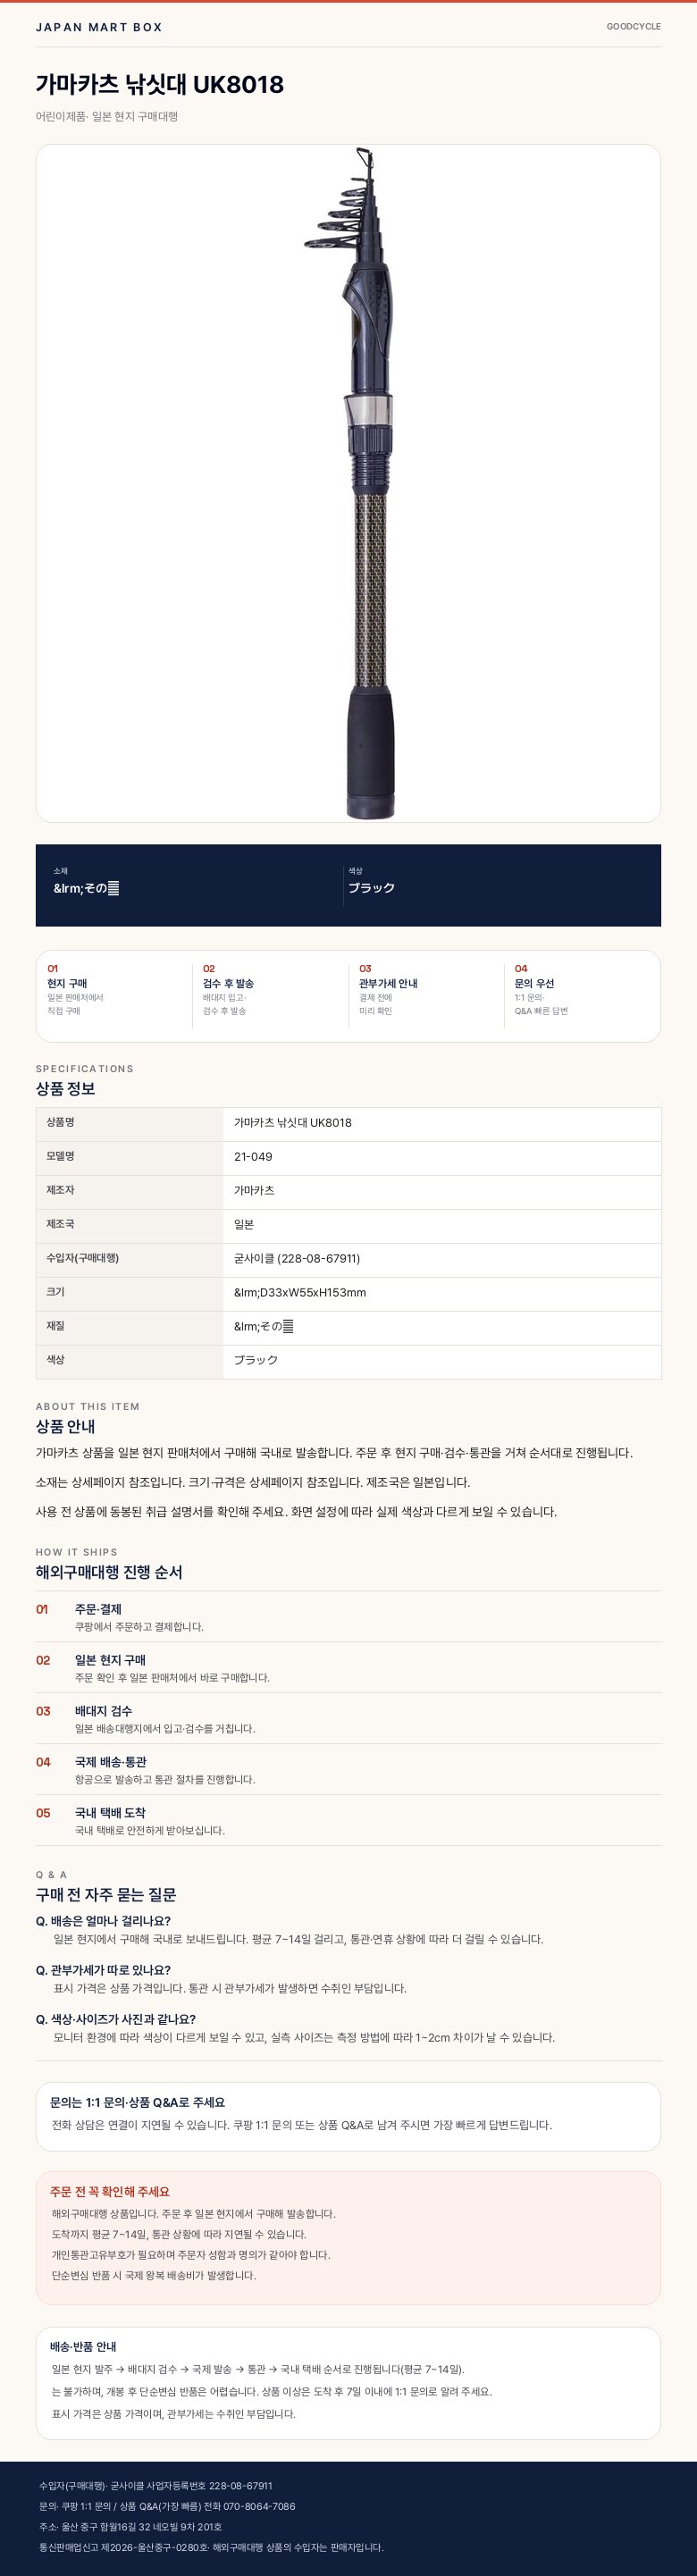 JAPAN MART BOX
GOODCYCLE
가마카츠 낚싯대 UK8018
어린이제품· 일본 현지 구매대행
소재
&lrm;その
색상
ブラック
01
현지 구매
일본 판매처에서
직접 구매
02
검수 후 발송
배대지 입고·
검수 후 발송
03
관부가세 안내
결제 전에
미리 확인
04
문의 우선
1:1 문의·
Q&A 빠른 답변
SPECIFICATIONS
상품 정보
상품명 가마카츠 낚싯대 UK8018
모델명 21-049
제조자 가마카츠
제조국 일본
수입자(구매대행) 굳사이클 (228-08-67911)
크기 &lrm;D33xW55xH153mm
재질 &lrm;その
색상 ブラック
ABOUT THIS ITEM
상품 안내
가마카츠 상품을 일본 현지 판매처에서 구매해 국내로 발송합니다. 주문 후 현지 구매·검수·통관을 거쳐 순서대로 진행됩니다.
소재는 상세페이지 참조입니다. 크기·규격은 상세페이지 참조입니다. 제조국은 일본입니다.
사용 전 상품에 동봉된 취급 설명서를 확인해 주세요. 화면 설정에 따라 실제 색상과 다르게 보일 수 있습니다.
HOW IT SHIPS
해외구매대행 진행 순서
01 주문·결제
쿠팡에서 주문하고 결제합니다.
02 일본 현지 구매
주문 확인 후 일본 판매처에서 바로 구매합니다.
03 배대지 검수
일본 배송대행지에서 입고·검수를 거칩니다.
04 국제 배송·통관
항공으로 발송하고 통관 절차를 진행합니다.
05 국내 택배 도착
국내 택배로 안전하게 받아보십니다.
Q & A
구매 전 자주 묻는 질문
Q. 배송은 얼마나 걸리나요?
일본 현지에서 구매해 국내로 보내드립니다. 평균 7~14일 걸리고, 통관·연휴 상황에 따라 더 걸릴 수 있습니다.
Q. 관부가세가 따로 있나요?
표시 가격은 상품 가격입니다. 통관 시 관부가세가 발생하면 수취인 부담입니다.
Q. 색상·사이즈가 사진과 같나요?
모니터 환경에 따라 색상이 다르게 보일 수 있고, 실측 사이즈는 측정 방법에 따라 1~2cm 차이가 날 수 있습니다.
문의는 1:1 문의·상품 Q&A로 주세요
전화 상담은 연결이 지연될 수 있습니다. 쿠팡 1:1 문의 또는 상품 Q&A로 남겨 주시면 가장 빠르게 답변드립니다.
주문 전 꼭 확인해 주세요
해외구매대행 상품입니다. 주문 후 일본 현지에서 구매해 발송합니다.
도착까지 평균 7~14일, 통관 상황에 따라 지연될 수 있습니다.
개인통관고유부호가 필요하며 주문자 성함과 명의가 같아야 합니다.
단순변심 반품 시 국제 왕복 배송비가 발생합니다.
배송·반품 안내
일본 현지 발주 → 배대지 검수 → 국제 발송 → 통관 → 국내 택배 순서로 진행됩니다(평균 7~14일).
는 불가하며, 개봉 후 단순변심 반품은 어렵습니다. 상품 이상은 도착 후 7일 이내에 1:1 문의로 알려 주세요.
표시 가격은 상품 가격이며, 관부가세는 수취인 부담입니다.
수입자(구매대행)· 굳사이클 사업자등록번호 228-08-67911
문의· 쿠팡 1:1 문의 / 상품 Q&A(가장 빠름) 전화 070-8064-7086
주소· 울산 중구 함월16길 32 네오빌 9차 201호
통신판매업신고 제2026-울산중구-0280호· 해외구매대행 상품의 수입자는 판매자입니다.